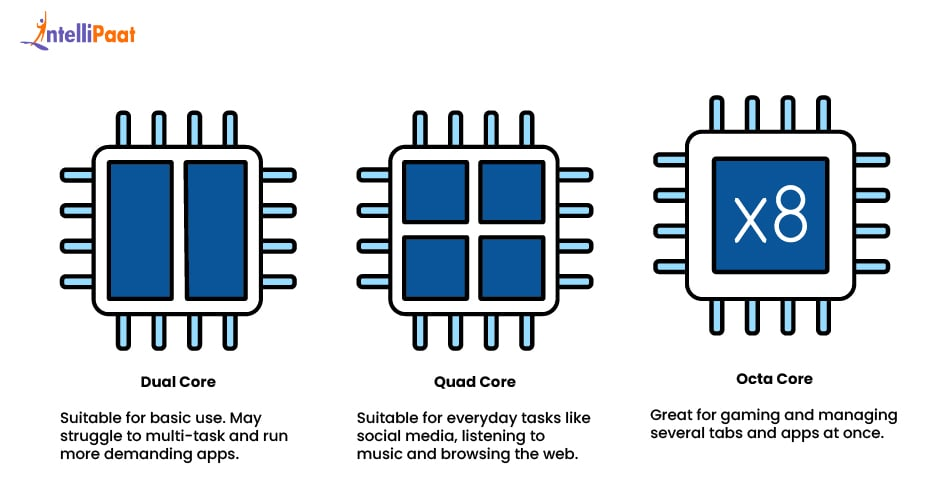 IntelliPaat
x8
Dual Core
Suitable for basic use. May
struggle to multi-task and run
more demanding apps.
Quad Core
Suitable for everyday tasks like
social media, listening to
music and browsing the web.
Octa Core
Great for gaming and managing
several tabs and apps at once.